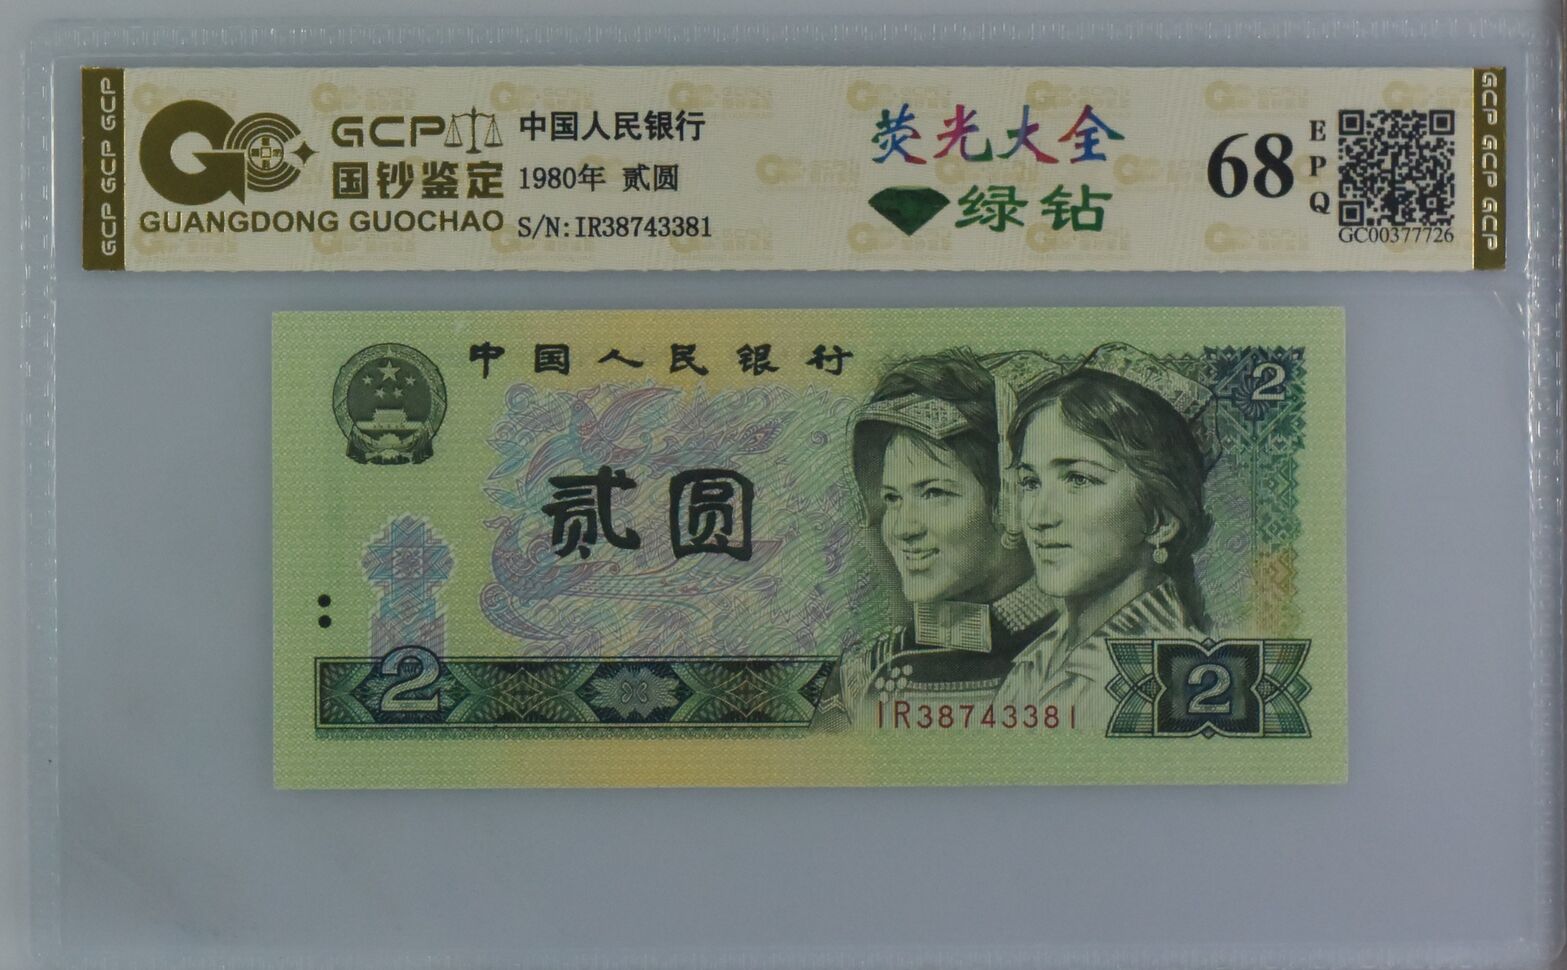 GCP GCP GCP
GCP
国钞鉴定
GUANGDONG GUOCHAO
中国人民银行
1980年 贰圆
S/N:IR38743381
荧光大全
绿钻
68
EPQ
GC00377726
GCP GCP GCP
中国人民银行
2
贰圆
2
IR38743381
2